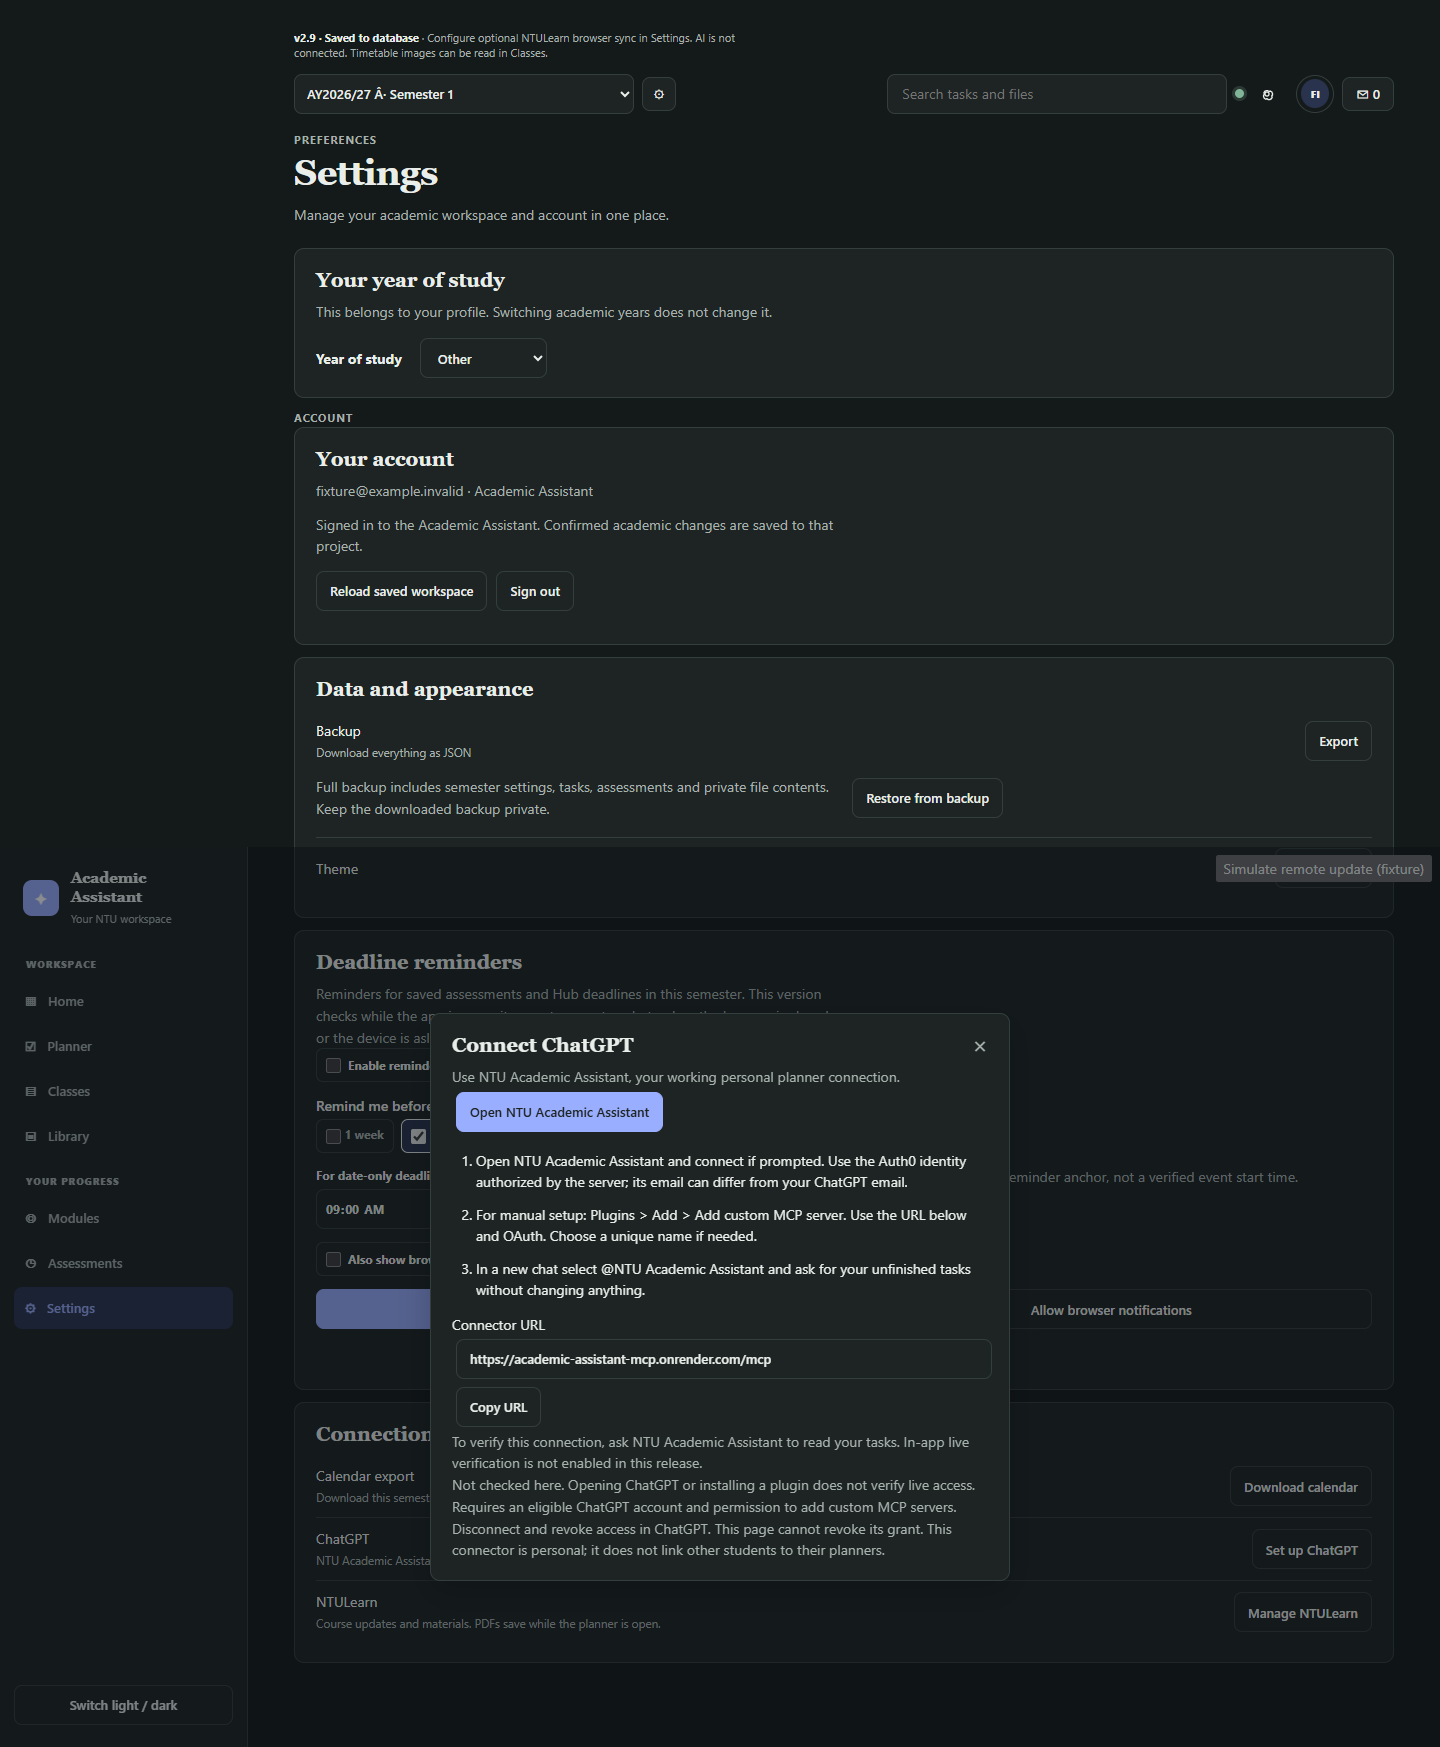 v2.9 · Saved to database · Configure optional NTULearn browser sync in Settings. AI is not
connected. Timetable images can be read in Classes.
AY2026/27 Â· Semester 1
Search tasks and files
FI
0
PREFERENCES
Settings
Manage your academic workspace and account in one place.
Your year of study
This belongs to your profile. Switching academic years does not change it.
Year of study
Other
ACCOUNT
Your account
fixture@example.invalid · Academic Assistant
Signed in to the Academic Assistant. Confirmed academic changes are saved to that
project.
Reload saved workspace
Sign out
Data and appearance
Backup
Download everything as JSON
Export
Full backup includes semester settings, tasks, assessments and private file contents.
Keep the downloaded backup private.
Restore from backup
Theme
Simulate remote update (fixture)
Academic
Assistant
Your NTU workspace
WORKSPACE
Home
Planner
Classes
Library
YOUR PROGRESS
Modules
Assessments
Settings
Switch light / dark
Deadline reminders
Reminders for saved assessments and Hub deadlines in this semester. This version
checks while the
or the device is
Enable
Remind me before
1 week
For date-only
eminder anchor, not a verified event start time.
09:00 AM
Also show
Allow browser notifications
Connect ChatGPT
Use NTU Academic Assistant, your working personal planner connection.
Open NTU Academic Assistant
1. Open NTU Academic Assistant and connect if prompted. Use the Auth0 identity
authorized by the server; its email can differ from your ChatGPT email.
2. For manual setup: Plugins > Add > Add custom MCP server. Use the URL below
and OAuth. Choose a unique name if needed.
3. In a new chat select @NTU Academic Assistant and ask for your unfinished tasks
without changing anything.
Connector URL
https://academic-assistant-mcp.onrender.com/mcp
Copy URL
To verify this connection, ask NTU Academic Assistant to read your tasks. In-app live
verification is not enabled in this release.
Not checked here. Opening ChatGPT or installing a plugin does not verify live access.
Requires an eligible ChatGPT account and permission to add custom MCP servers.
Disconnect and revoke access in ChatGPT. This page cannot revoke its grant. This
connector is personal; it does not link other students to their planners.
Connection
Calendar export
Download this semest
Download calendar
ChatGPT
NTU Academic Assista
Set up ChatGPT
NTULearn
Course updates and materials. PDFs save while the planner is open.
Manage NTULearn